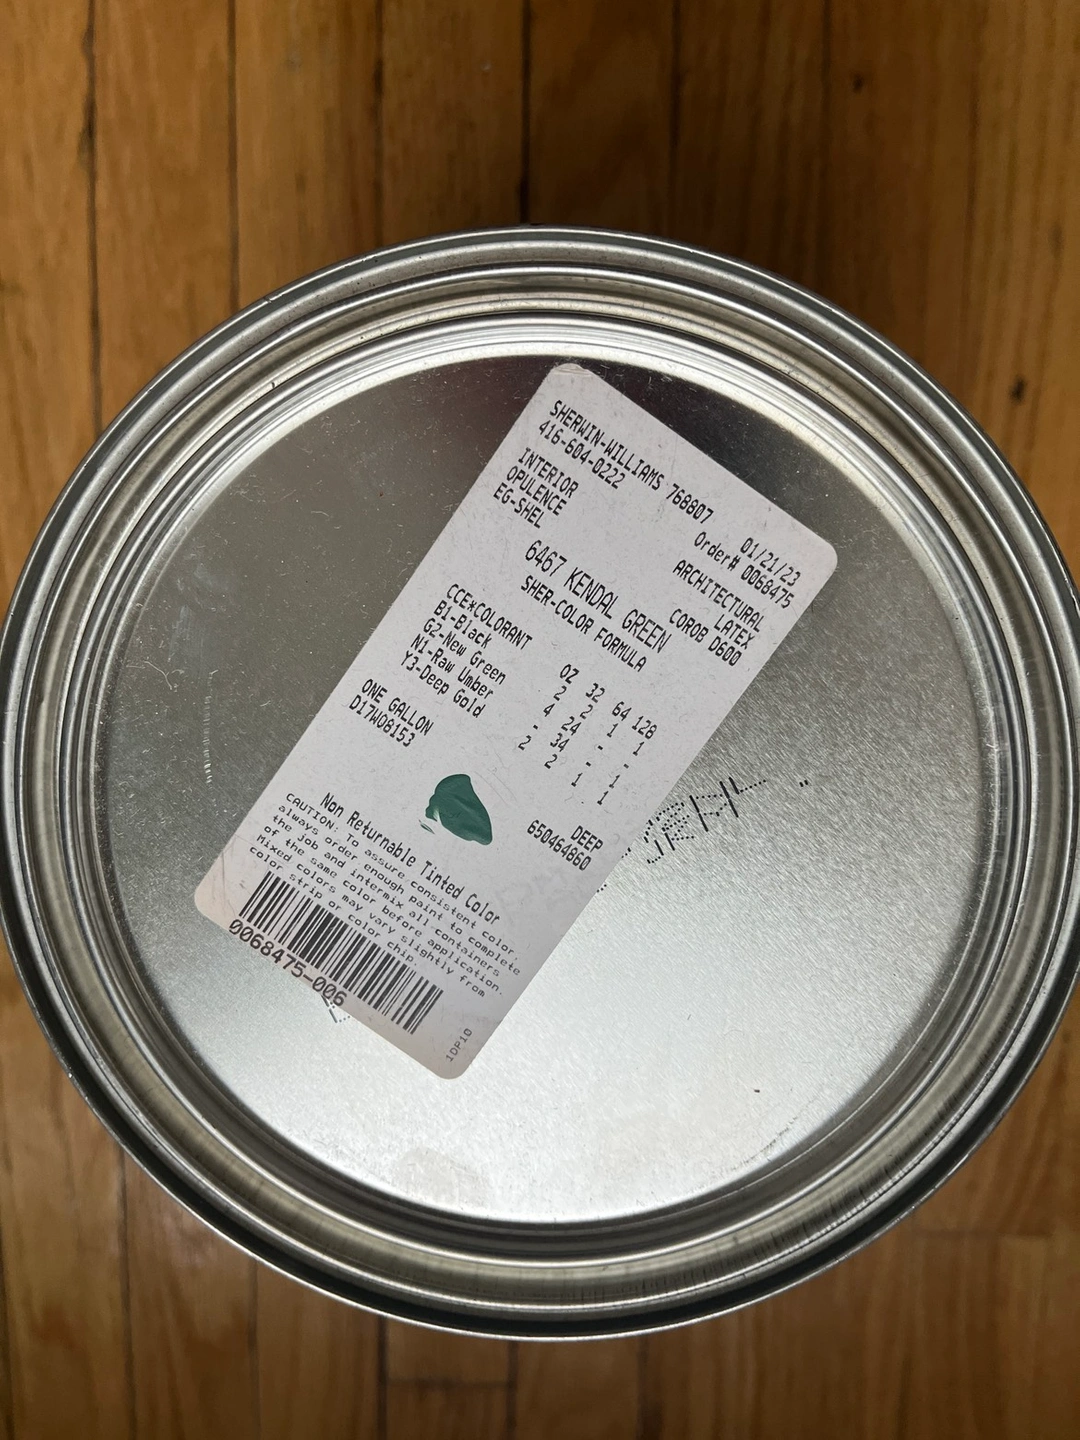 SHERWIN-WILLIAMS 768807 01/21/23
416-604-0222 Order# 0068475
INTERIOR ARCHITECTURAL
OPULENCE LATEX
EG-SHEL COROB D600
6467 KENDAL GREEN
SHER-COLOR FORMULA
CCE*COLORANT OZ 32 64 128
B1-Black 2 2 1 1
G2-New Green 4 24 - -
N1-Raw Umber - 34 - 1
Y3-Deep Gold 2 2 1 1
ONE GALLON DEEP
D17W08153 650464860
Non Returnable Tinted Color
CAUTION: To assure consistent color,
always order enough paint to complete
the job and intermix all containers
of the same color before application.
Mixed colors may vary slightly from
color strip or color chip.
0068475-006
1DP10